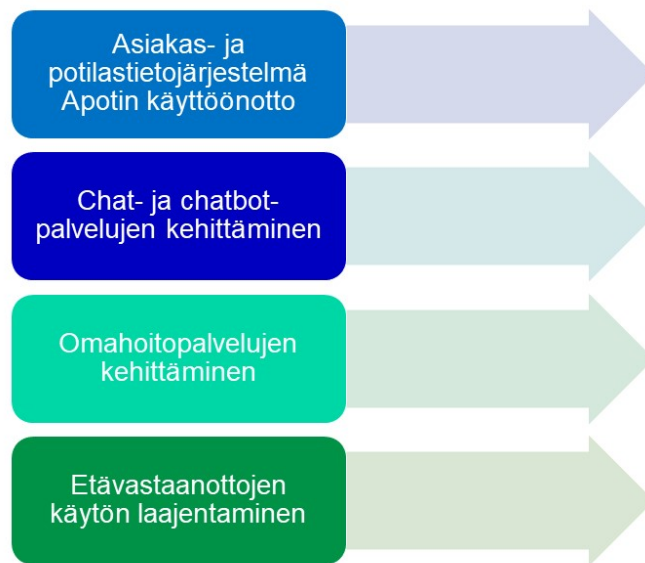 Asiakas- ja
potilastietojärjestelmä
Apotin käyttöönotto
Chat- ja chatbot-
palvelujen kehittäminen
Omahoitopalvelujen
kehittäminen
Etävastaanottojen
käytön laajentaminen